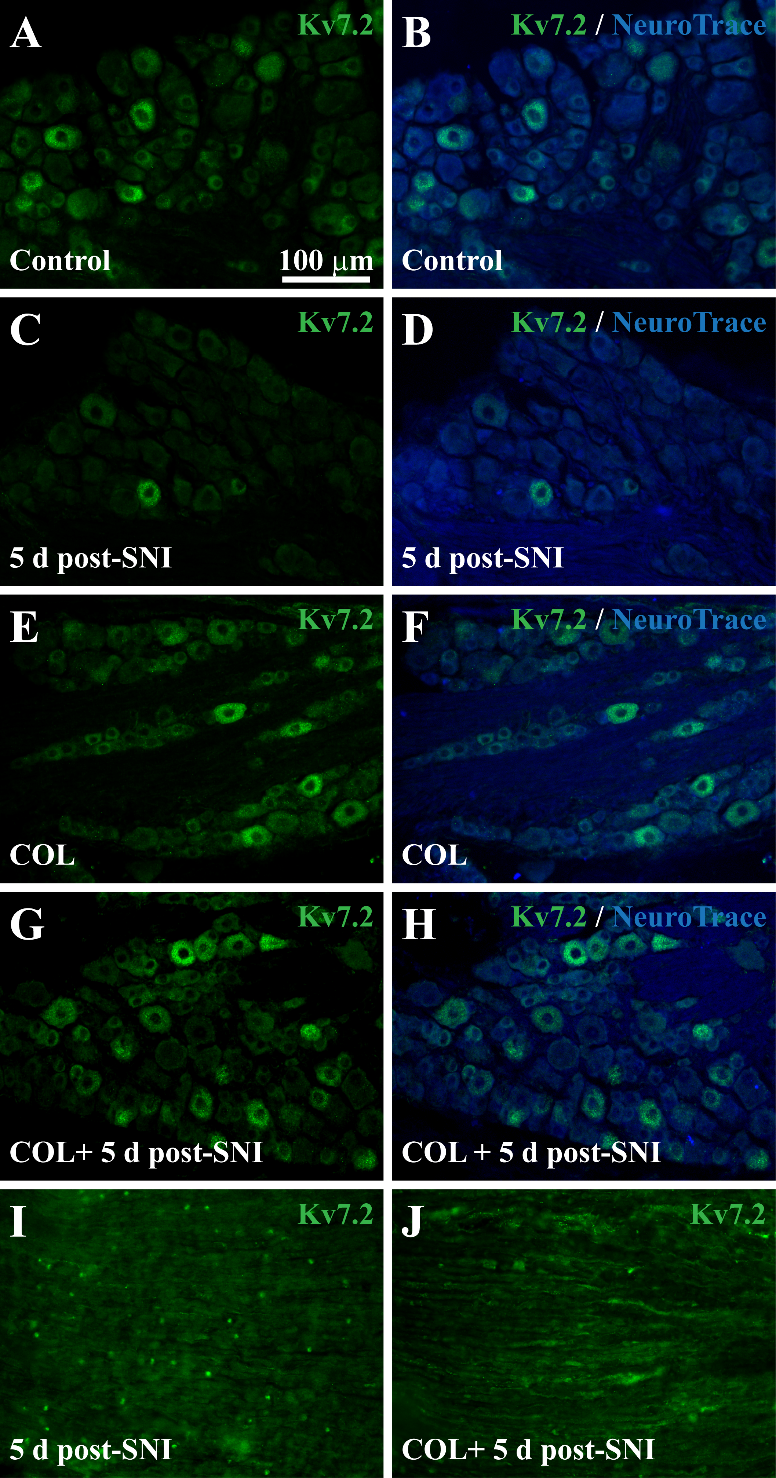 A Kv7.2
Control 100 μm
B Kv7.2 / NeuroTrace
Control
C Kv7.2
5 d post-SNI
D Kv7.2 / NeuroTrace
5 d post-SNI
E Kv7.2
COL
F Kv7.2 / NeuroTrace
COL
G Kv7.2
COL+ 5 d post-SNI
H Kv7.2 / NeuroTrace
COL + 5 d post-SNI
I Kv7.2
5 d post-SNI
J Kv7.2
COL+ 5 d post-SNI